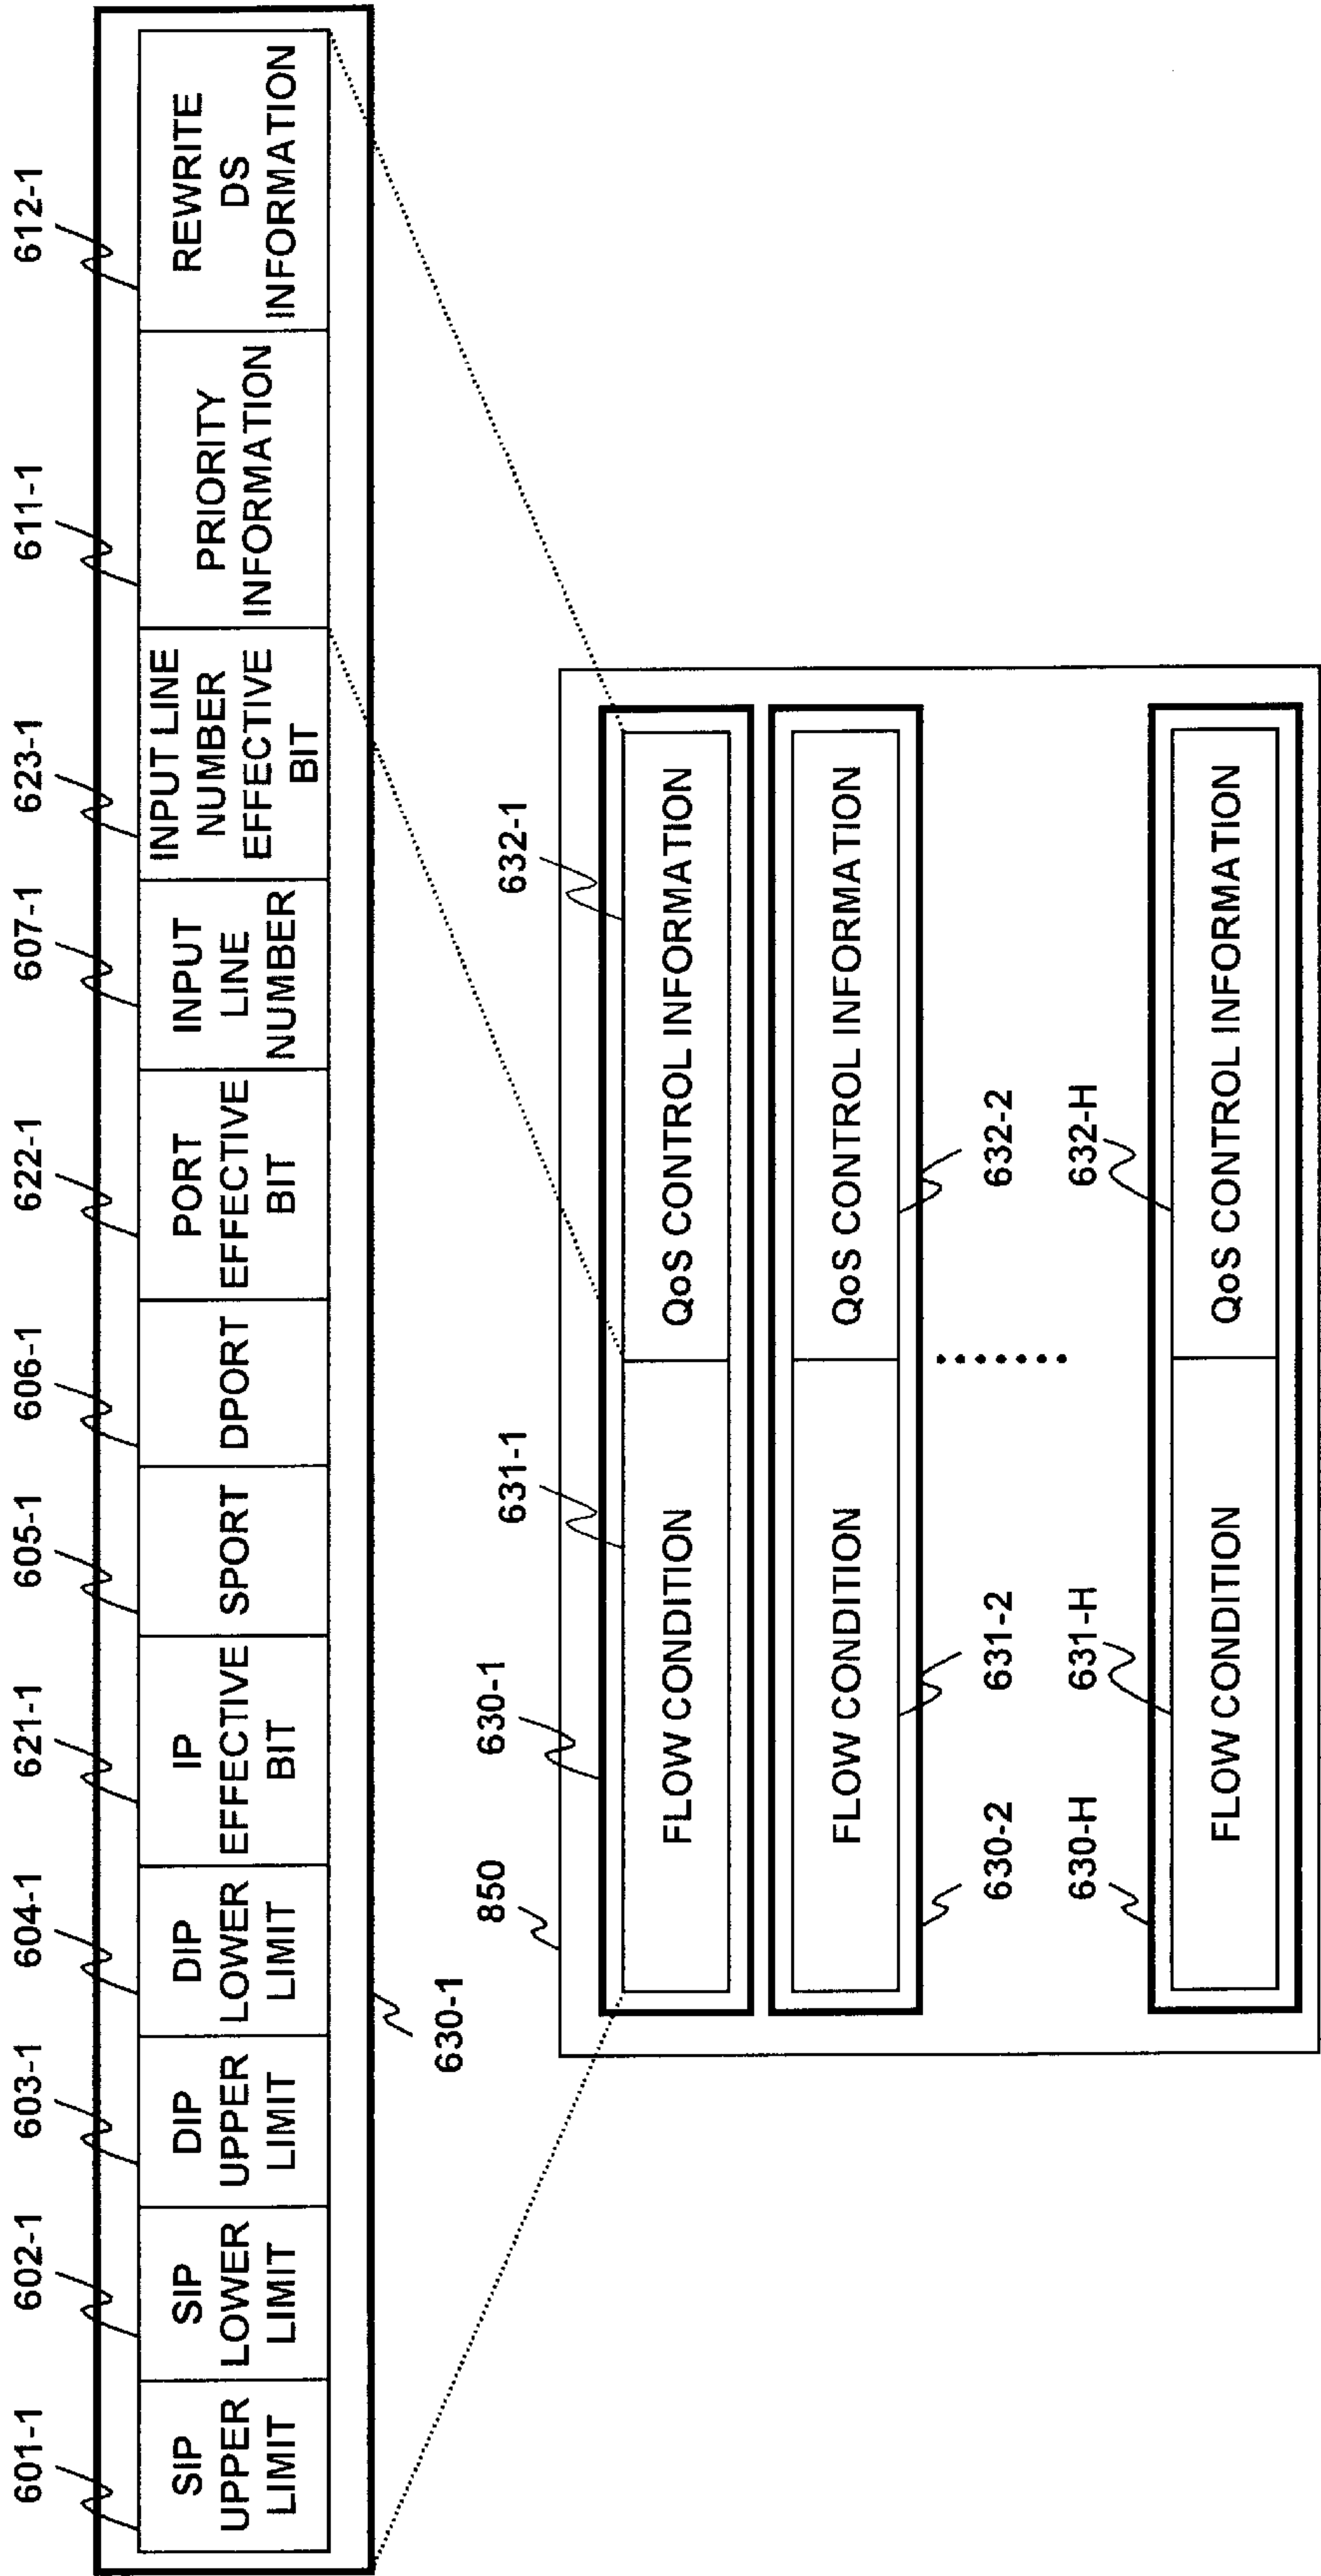 601-1
602-1
603-1
604-1
621-1
605-1
606-1
622-1
607-1
623-1
611-1
612-1
SIP
UPPER
LIMIT
SIP
LOWER
LIMIT
DIP
UPPER
LIMIT
DIP
LOWER
LIMIT
IP
EFFECTIVE
BIT
SPORT
DPORT
PORT
EFFECTIVE
BIT
INPUT
LINE
NUMBER
INPUT LINE
NUMBER
EFFECTIVE
BIT
PRIORITY
INFORMATION
REWRITE
DS
INFORMATION
630-1
850
630-1
631-1
632-1
FLOW CONDITION
QoS CONTROL INFORMATION
FLOW CONDITION
QoS CONTROL INFORMATION
630-2
631-2
632-2
.......
630-H
631-H
632-H
FLOW CONDITION
QoS CONTROL INFORMATION